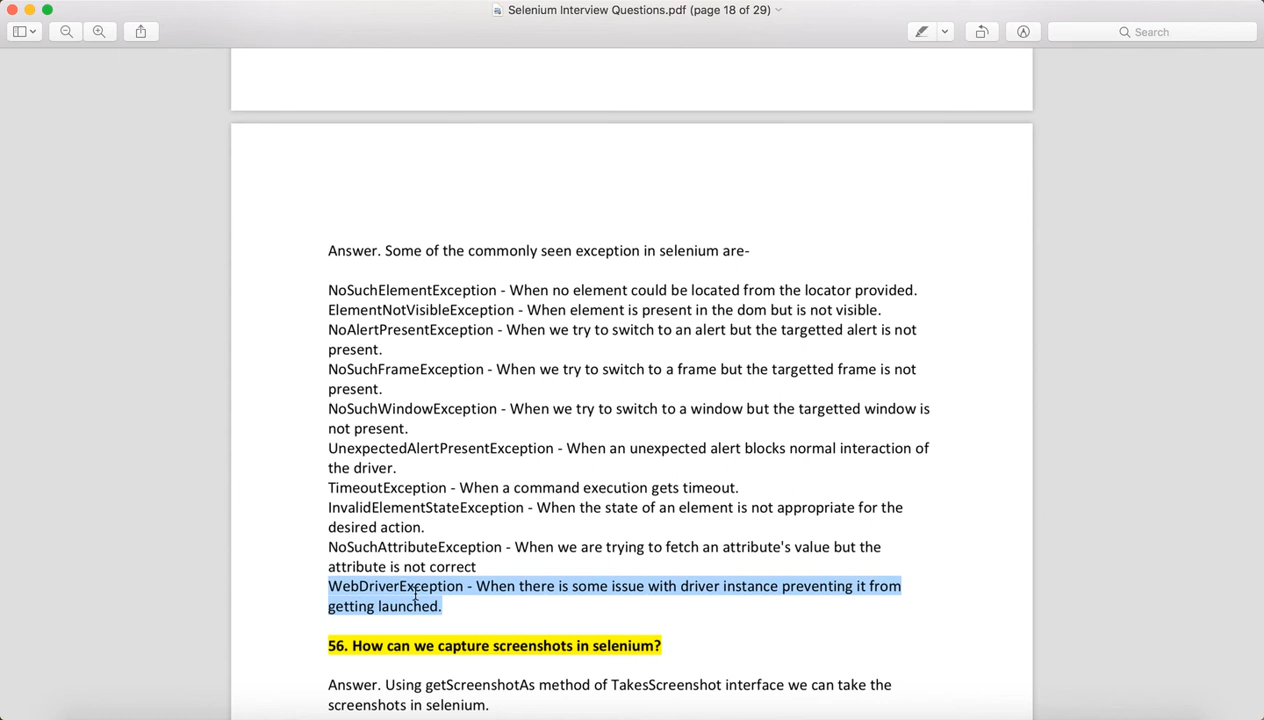 Selenium Interview Questions.pdf (page 18 of 29)
Search
Answer. Some of the commonly seen exception in selenium are-
NoSuchElementException - When no element could be located from the locator provided.
ElementNotVisibleException - When element is present in the dom but is not visible.
NoAlertPresentException - When we try to switch to an alert but the targetted alert is not
present.
NoSuchFrameException - When we try to switch to a frame but the targetted frame is not
present.
NoSuchWindowException - When we try to switch to a window but the targetted window is
not present.
UnexpectedAlertPresentException - When an unexpected alert blocks normal interaction of
the driver.
TimeoutException - When a command execution gets timeout.
InvalidElementStateException - When the state of an element is not appropriate for the
desired action.
NoSuchAttributeException - When we are trying to fetch an attribute's value but the
attribute is not correct
WebDriverException - When there is some issue with driver instance preventing it from
getting launched.
56. How can we capture screenshots in selenium?
Answer. Using getScreenshotAs method of TakesScreenshot interface we can take the
screenshots in selenium.